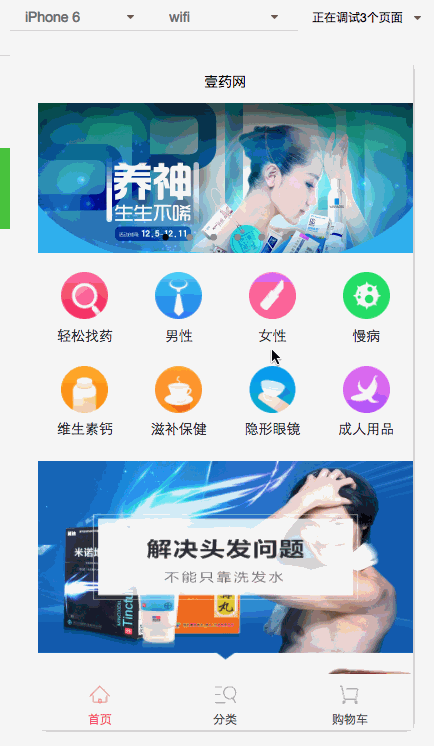 iPhone 6
wifi
正在调试3个页面
壹药网
养神
生生不唏
12.5-12.11
轻松找药
男性
女性
慢病
维生素钙
滋补保健
隐形眼镜
成人用品
解决头发问题
不能只靠洗发水
米诺
Tinctu
丸
首页
分类
购物车